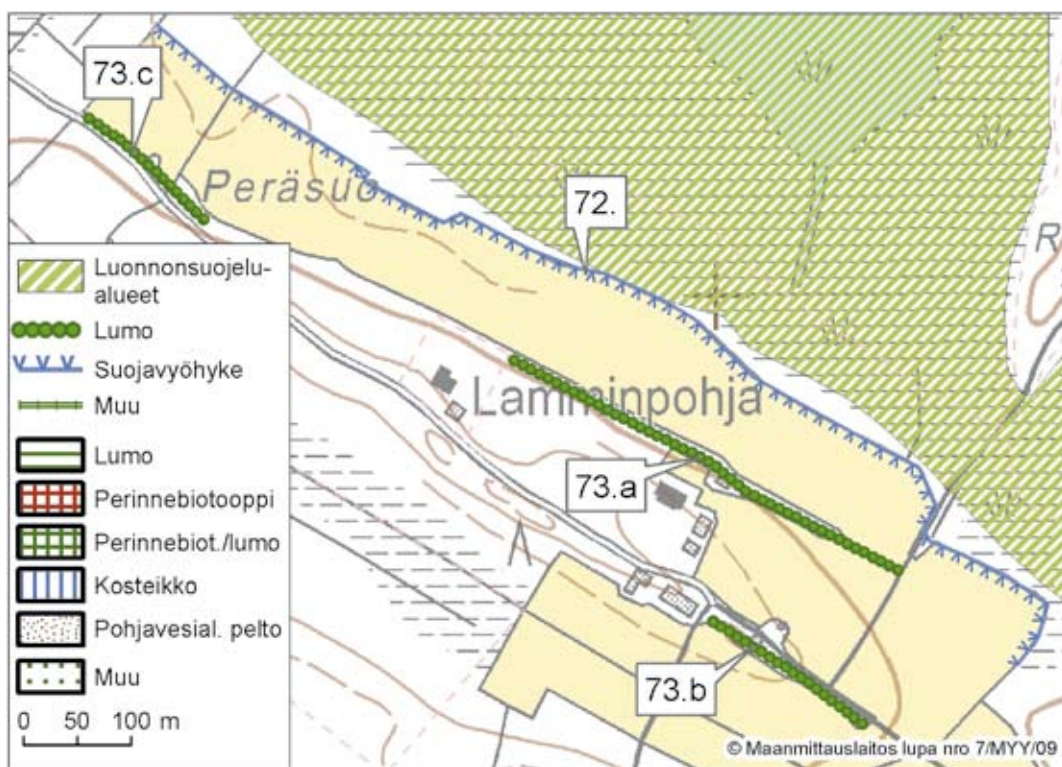 73.c
Peräsuo
72.
R
Luonnonsuojelu-
alueet
Lumo
Suojavyöhyke
Muu
Lumo
Perinnebiotooppi
Perinnebiot./lumo
Kosteikko
Pohjavesial. pelto
Muu
0 50 100 m
Lamminpohja
73.a
73.b
© Maanmittauslaitos lupa nro 7/MYY/09